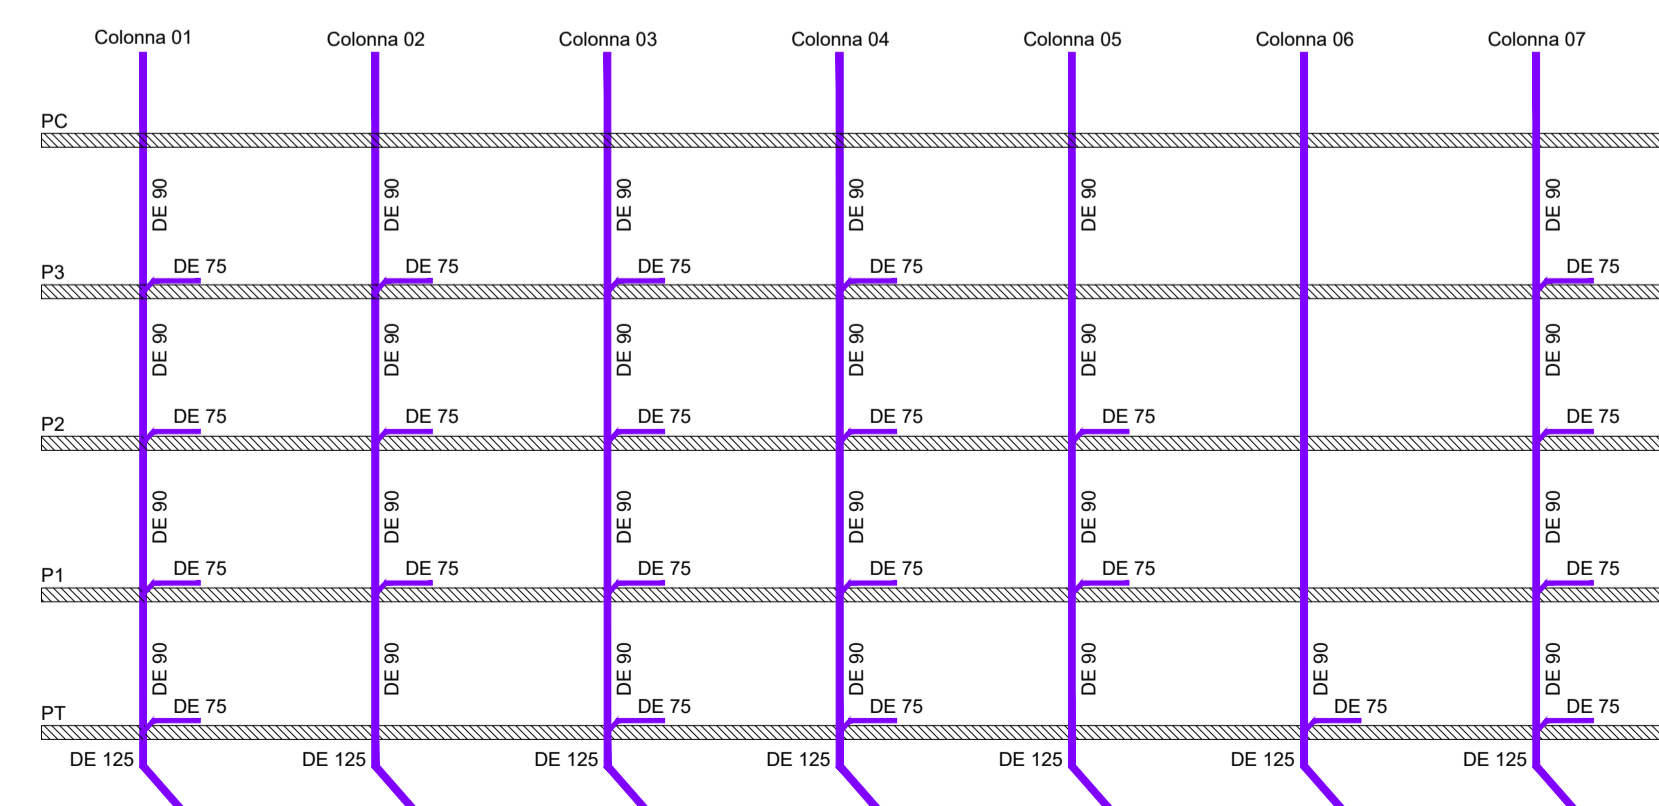 Colonna 01 Colonna 02 Colonna 03 Colonna 04 Colonna 05 Colonna 06 Colonna 07
PC
DE 90 DE 90 DE 90 DE 90 DE 90 DE 90
P3 DE 75 DE 75 DE 75 DE 75 DE 75
DE 90 DE 90 DE 90 DE 90 DE 90 DE 90
P2 DE 75 DE 75 DE 75 DE 75 DE 75 DE 75
DE 90 DE 90 DE 90 DE 90 DE 90 DE 90
P1 DE 75 DE 75 DE 75 DE 75 DE 75 DE 75
DE 90 DE 90 DE 90 DE 90 DE 90 DE 90 DE 90
PT DE 75 DE 75 DE 75 DE 75 DE 75
DE 125 DE 125 DE 125 DE 125 DE 125 DE 125 DE 125